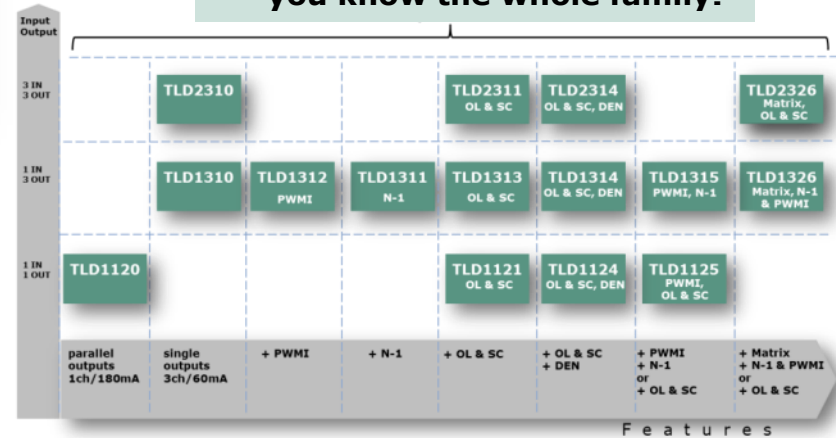 you know the whole family!
Input
Output
3 IN
3 OUT
TLD2310
TLD2311
OL & SC
TLD2314
OL & SC, DEN
TLD2326
Matrix,
OL & SC
1 IN
3 OUT
TLD1310
TLD1312
PWMI
TLD1311
N-1
TLD1313
OL & SC
TLD1314
OL & SC, DEN
TLD1315
PWMI, N-1
TLD1326
Matrix, N-1
& PWMI
1 IN
1 OUT
TLD1120
TLD1121
OL & SC
TLD1124
OL & SC, DEN
TLD1125
PWMI,
OL & SC
parallel
outputs
1ch/180mA
single
outputs
3ch/60mA
+ PWMI
+ N-1
+ OL & SC
+ OL & SC
+ DEN
+ PWMI
+ N-1
or
+ OL & SC
+ Matrix
+ N-1 & PWMI
or
+ OL & SC
Features